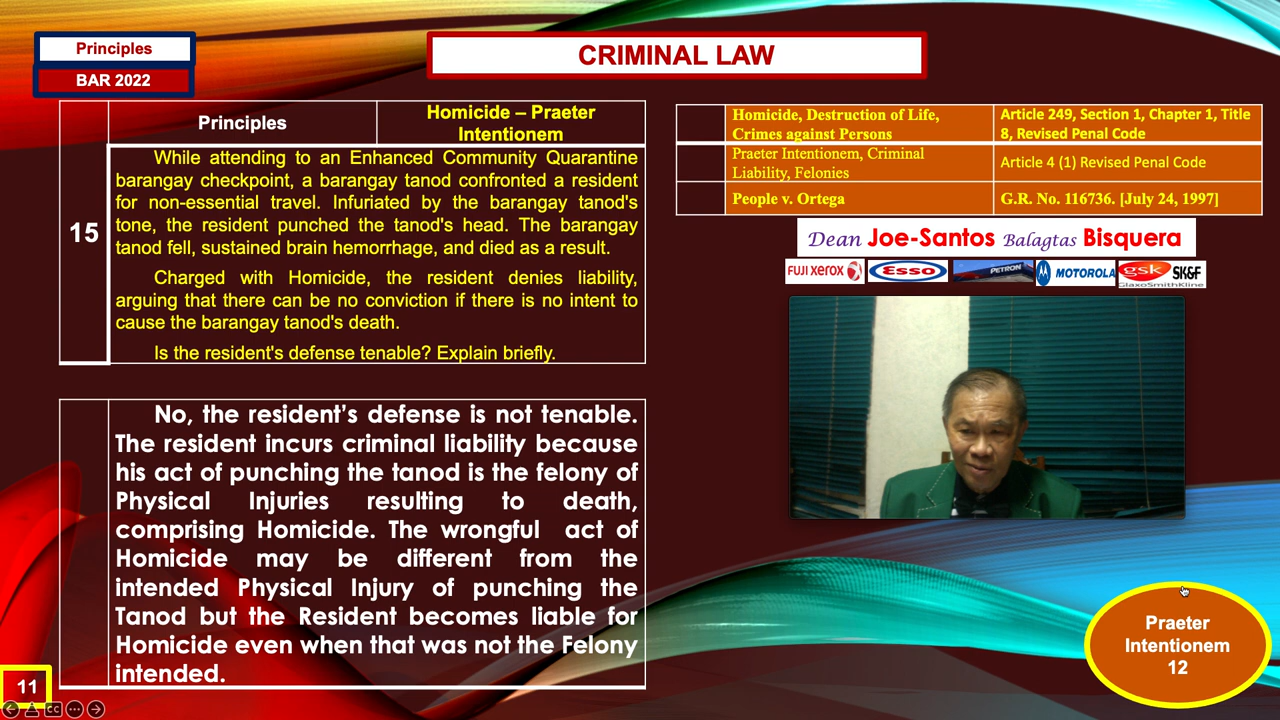 Principles
BAR 2022
CRIMINAL LAW
Principles
Homicide – Praeter
Intentionem
15
While attending to an Enhanced Community Quarantine
barangay checkpoint, a barangay tanod confronted a resident
for non-essential travel. Infuriated by the barangay tanod's
tone, the resident punched the tanod's head. The barangay
tanod fell, sustained brain hemorrhage, and died as a result.
Charged with Homicide, the resident denies liability,
arguing that there can be no conviction if there is no intent to
cause the barangay tanod's death.
Is the resident's defense tenable? Explain briefly.
No, the resident's defense is not tenable.
The resident incurs criminal liability because
his act of punching the tanod is the felony of
Physical Injuries resulting to death,
comprising Homicide. The wrongful act of
Homicide may be different from the
intended Physical Injury of punching the
Tanod but the Resident becomes liable for
Homicide even when that was not the Felony
intended.
11
CC
Homicide, Destruction of Life,
Crimes against Persons
Article 249, Section 1, Chapter 1, Title
8, Revised Penal Code
Praeter Intentionem, Criminal
Liability, Felonies
Article 4 (1) Revised Penal Code
People v. Ortega
G.R. No. 116736. [July 24, 1997]
Dean Joe-Santos Balagtas Bisquera
FUJI XEROX
Esso
PETRON
MOTOROLA
gsk SK&F
GlaxoSmithKline
Praeter
Intentionem
12